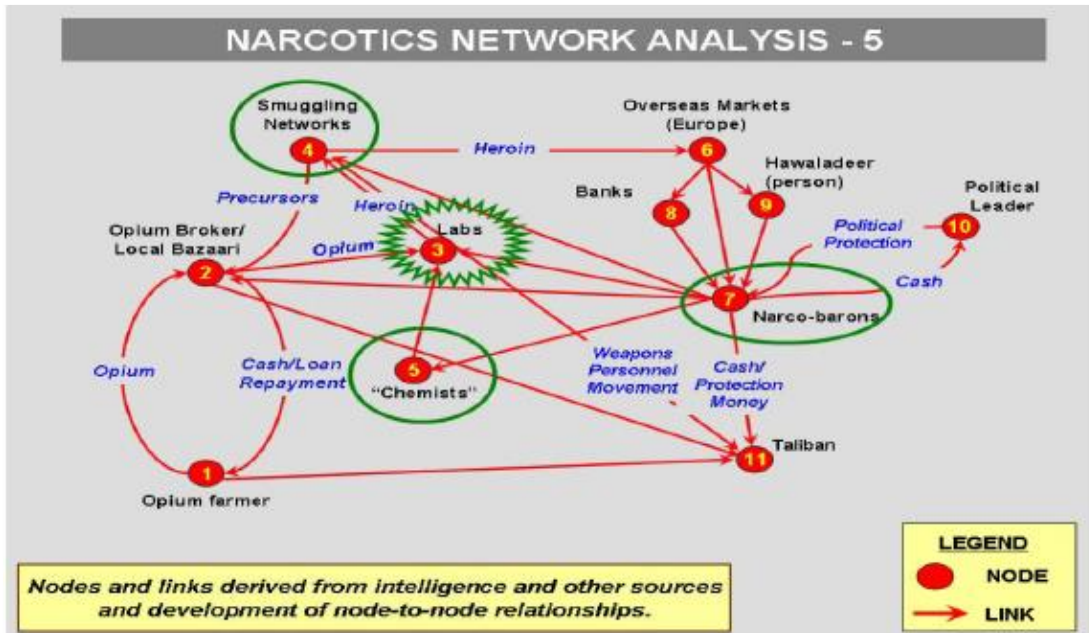 NARCOTICS NETWORK ANALYSIS - 5
Smuggling
Networks
4
Heroin
Overseas Markets
(Europe)
6
Hawaladeer
(person)
9
Banks
8
Political
Leader
10
Political
Protection
Cash
Precursors
Heroin
Labs
3
Opium Broker/
Local Bazaari
2
Opium
7
Narco-barons
Opium
Cash/Loan
Repayment
5
"Chemists"
Weapons
Personnel
Movement
Cash/
Protection
Money
Taliban
11
1
Opium farmer
LEGEND
NODE
LINK
Nodes and links derived from intelligence and other sources
and development of node-to-node relationships.